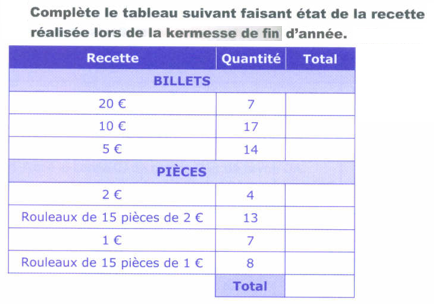 Complète le tableau suivant faisant état de la recette
réalisée lors de la kermesse de fin d'année.
Recette Quantité Total
BILLETS
20 € 7
10 € 17
5 € 14
PIÈCES
2 € 4
Rouleaux de 15 pièces de 2 € 13
1 € 7
Rouleaux de 15 pièces de 1 € 8
Total